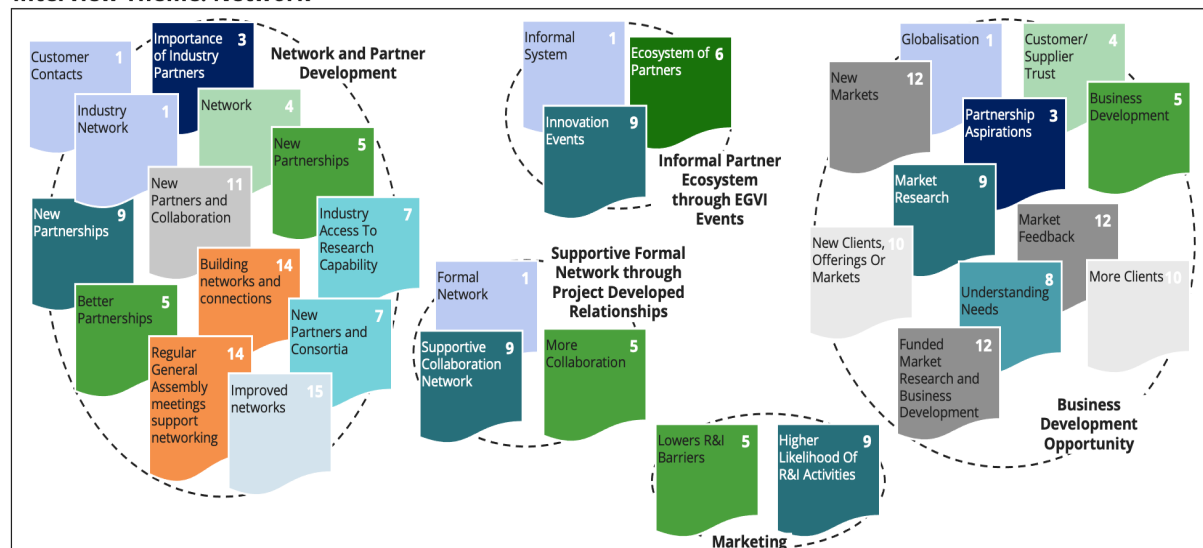 Interview Theme: Network
Customer
Contacts
1
Importance
of Industry
Partners
3
Network and Partner
Development
Industry
Network
1
Network
4
New
Partnerships
5
New
Partners and
Collaboration
11
New
Partnerships
9
Industry
Access To
Research
Capability
7
Building
networks and
connections
14
Better
Partnerships
5
New
Partners and
Consortia
7
Regular
General
Assembly
meetings
support
networking
14
Improved
networks
15
Informal
System
1
Ecosystem of
Partners
6
Innovation
Events
9
Informal Partner
Ecosystem
through EGVI
Events
Supportive Formal
Network through
Project Developed
Relationships
Formal
Network
1
Supportive
Collaboration
Network
9
More
Collaboration
5
Lowers R&I
Barriers
5
Higher
Likelihood Of
R&I Activities
9
Marketing
Globalisation
1
Customer/
Supplier
Trust
4
New
Markets
12
Business
Development
5
Partnership
Aspirations
3
Market
Research
9
Market
Feedback
12
New Clients,
Offerings Or
Markets
10
Understanding
Needs
8
More Clients
10
Funded
Market
Research and
Business
Development
12
Business
Development
Opportunity